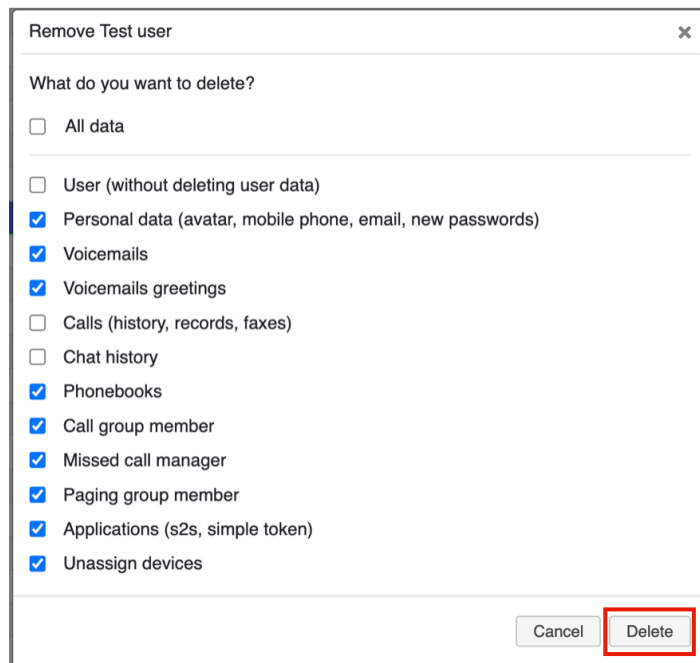 Remove Test user
What do you want to delete?
All data
User (without deleting user data)
Personal data (avatar, mobile phone, email, new passwords)
Voicemails
Voicemails greetings
Calls (history, records, faxes)
Chat history
Phonebooks
Call group member
Missed call manager
Paging group member
Applications (s2s, simple token)
Unassign devices
Cancel Delete